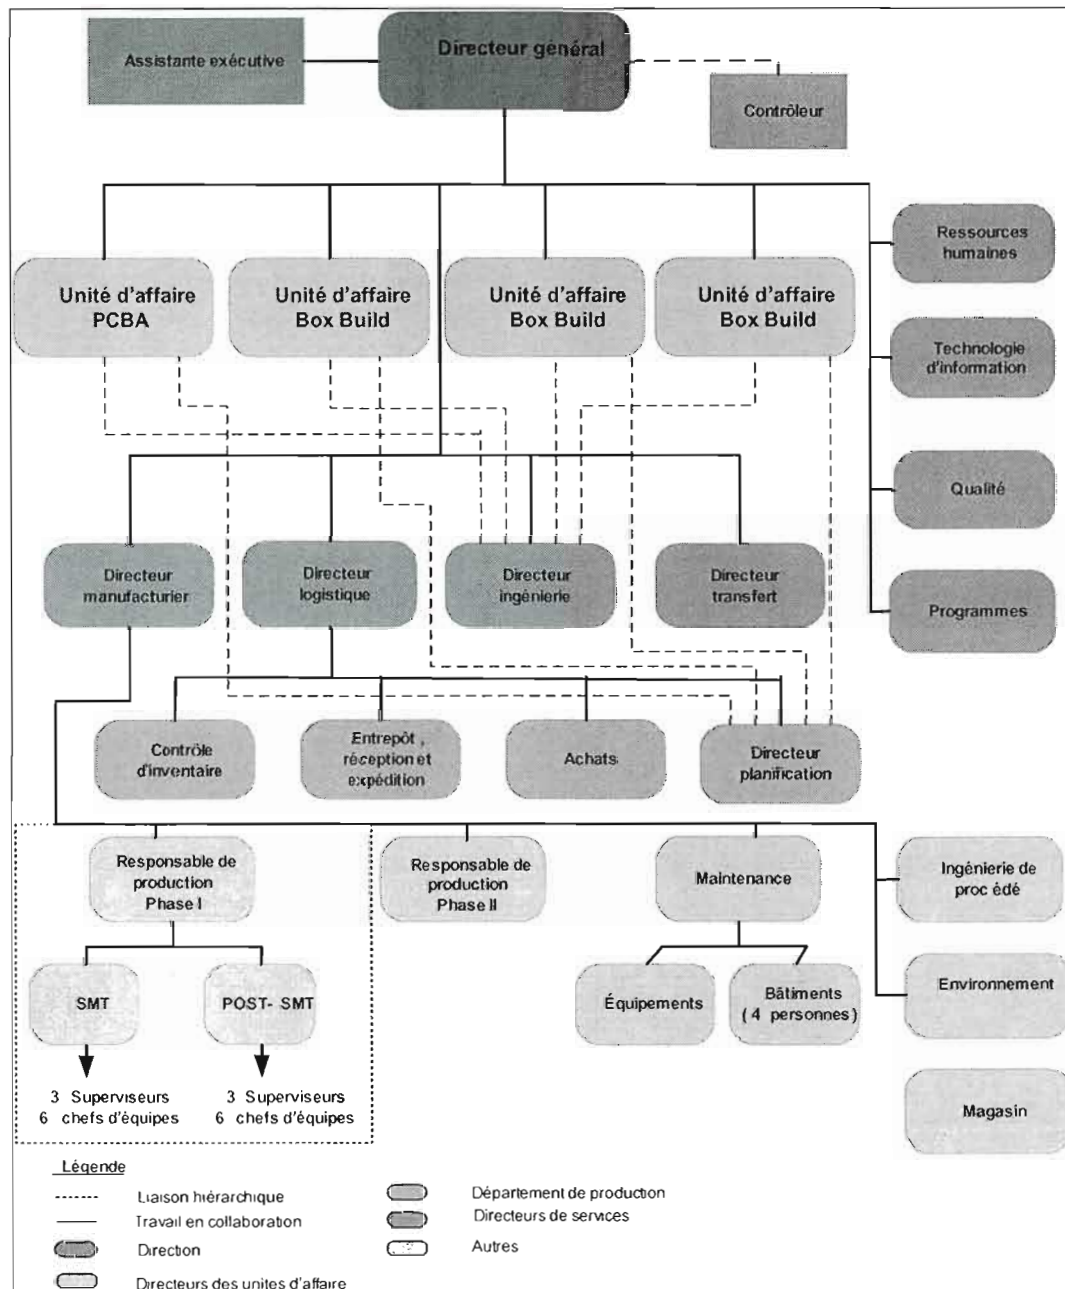 Directeur général
Assistante exécutive
Contrôleur
Ressources
humaines
Unité d'affaire
PCBA
Unité d'affaire
Box Build
Unité d'affaire
Box Build
Unité d'affaire
Box Build
Technologie
d'information
Qualité
Directeur
manufacturier
Directeur
logistique
Directeur
ingénierie
Directeur
transfert
Programmes
Contrôle
d'inventaire
Entrepôt ,
réception et
expédition
Achats
Directeur
planification
Responsable de
production
Phase I
Responsable de
production
Phase II
Maintenance
Ingénierie de
proc édé
SMT
POST- SMT
Équipements
Bâtiments
( 4 personnes)
Environnement
3 Superviseurs
6 chefs d'équipes
3 Superviseurs
6 chefs d'équipes
Magasin
Légende
Liaison hiérarchique
Travail en collaboration
Direction
Directeurs des unites d'affaire
Département de production
Directeurs de services
Autres